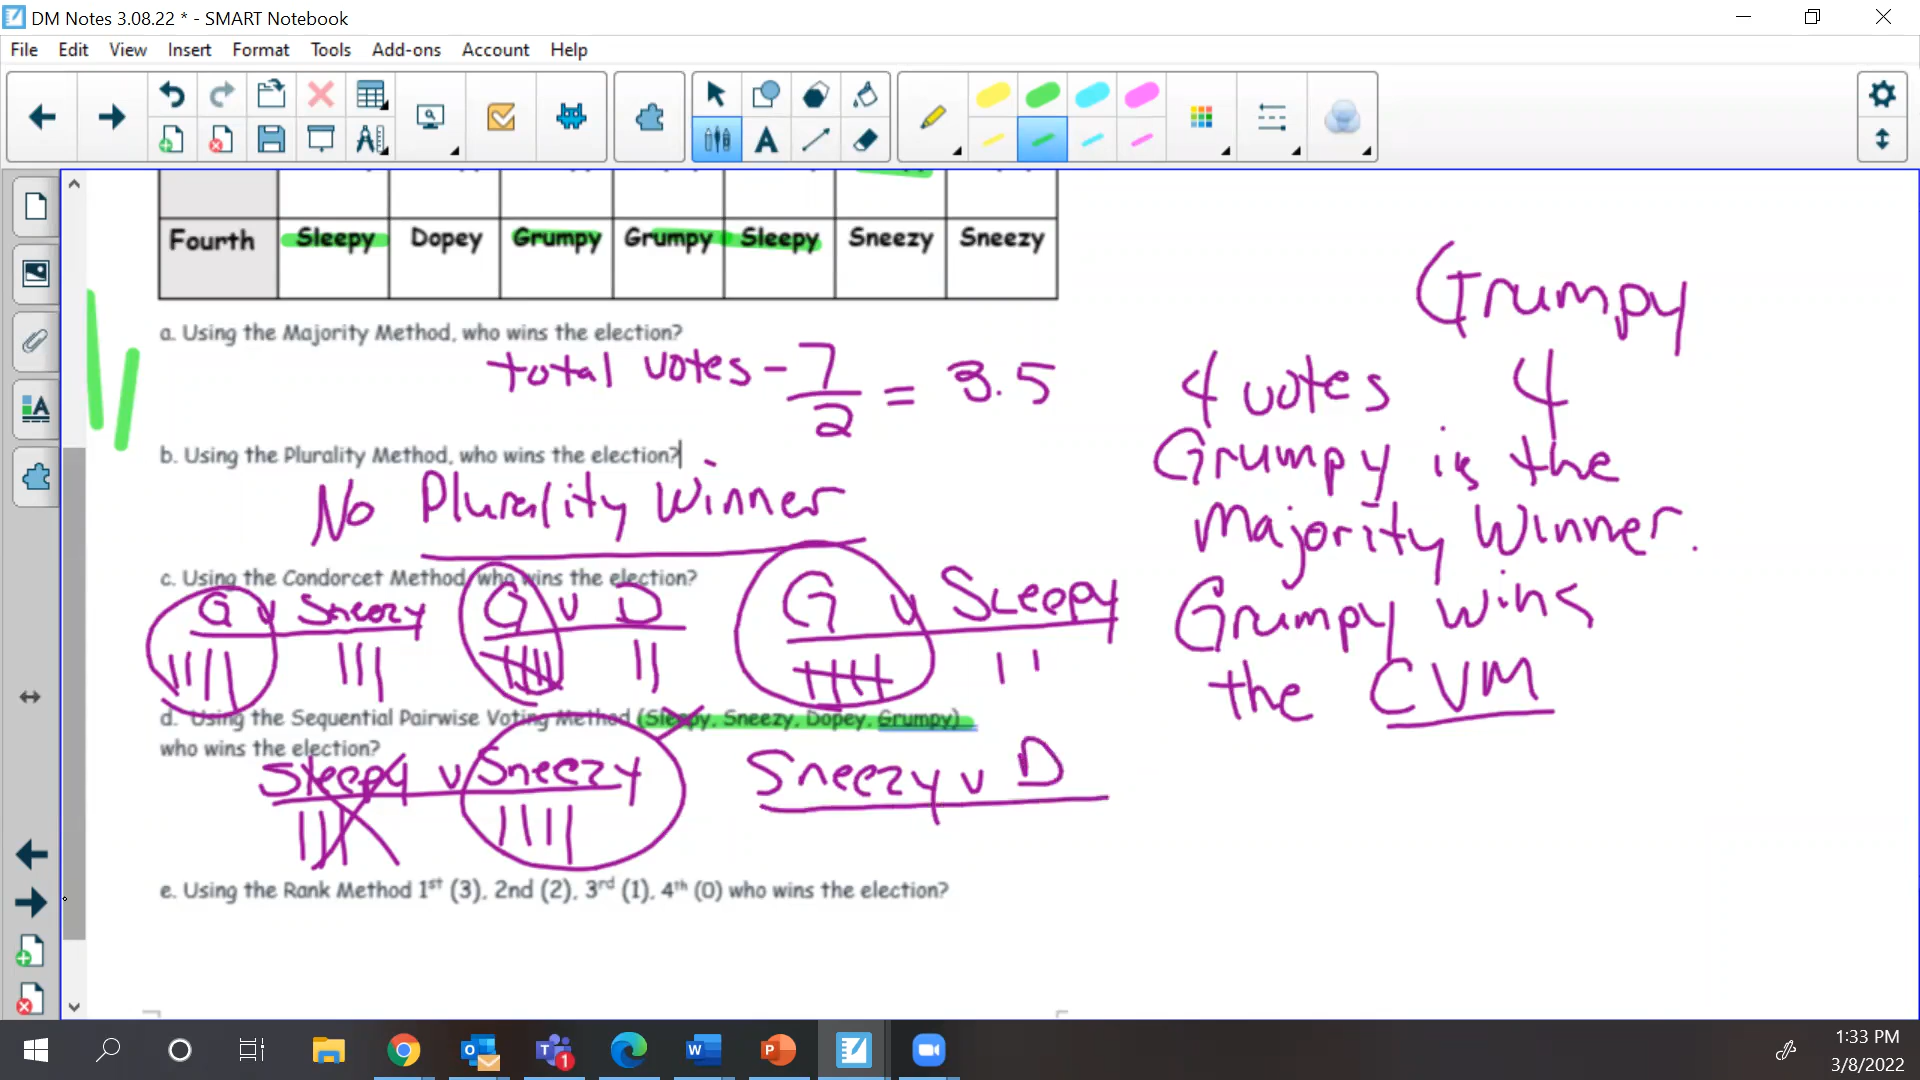 DM Notes 3.08.22 * - SMART Notebook
File Edit View Insert Format Tools Add-ons Account Help
Fourth Sleepy Dopey Grumpy Grumpy Sleepy Sneezy Sneezy
Grumpy
a. Using the Majority Method, who wins the election?
total votes - 7/2 = 3.5
4 votes 4
b. Using the Plurality Method, who wins the election?
Grumpy is the
No Plurality Winner
Majority Winner.
c. Using the Condorcet Method, who wins the election?
G v Sneezy G v D G v Sleepy
Grumpy wins
the CVM
d. Using the Sequential Pairwise Voting Method (Sleepy, Sneezy, Dopey, Grumpy)
who wins the election?
Sleepy v Sneezy Sneezy v D
e. Using the Rank Method 1st (3), 2nd (2), 3rd (1), 4th (0) who wins the election?
1:33 PM
3/8/2022